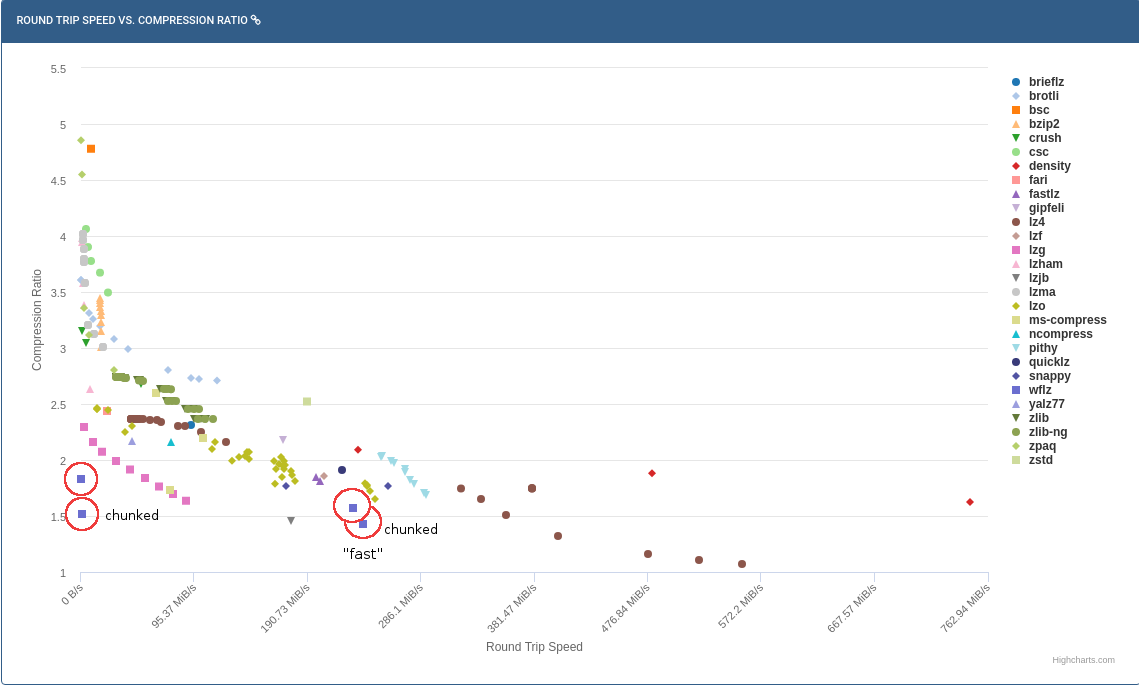 ROUND TRIP SPEED VS. COMPRESSION RATIO
5.5
5
4.5
4
3.5
3
2.5
2
1.5
1
Compression Ratio
chunked
chunked
"fast"
0 B/s
95.37 MiB/s
190.73 MiB/s
286.1 MiB/s
381.47 MiB/s
476.84 MiB/s
572.2 MiB/s
667.57 MiB/s
762.94 MiB/s
Round Trip Speed
brieflz
brotli
bsc
bzip2
crush
csc
density
fari
fastlz
gipfeli
lz4
lzf
lzg
lzham
lzjb
lzma
lzo
ms-compress
ncompress
pithy
quicklz
snappy
wflz
yalz77
zlib
zlib-ng
zpaq
zstd
Highcharts.com